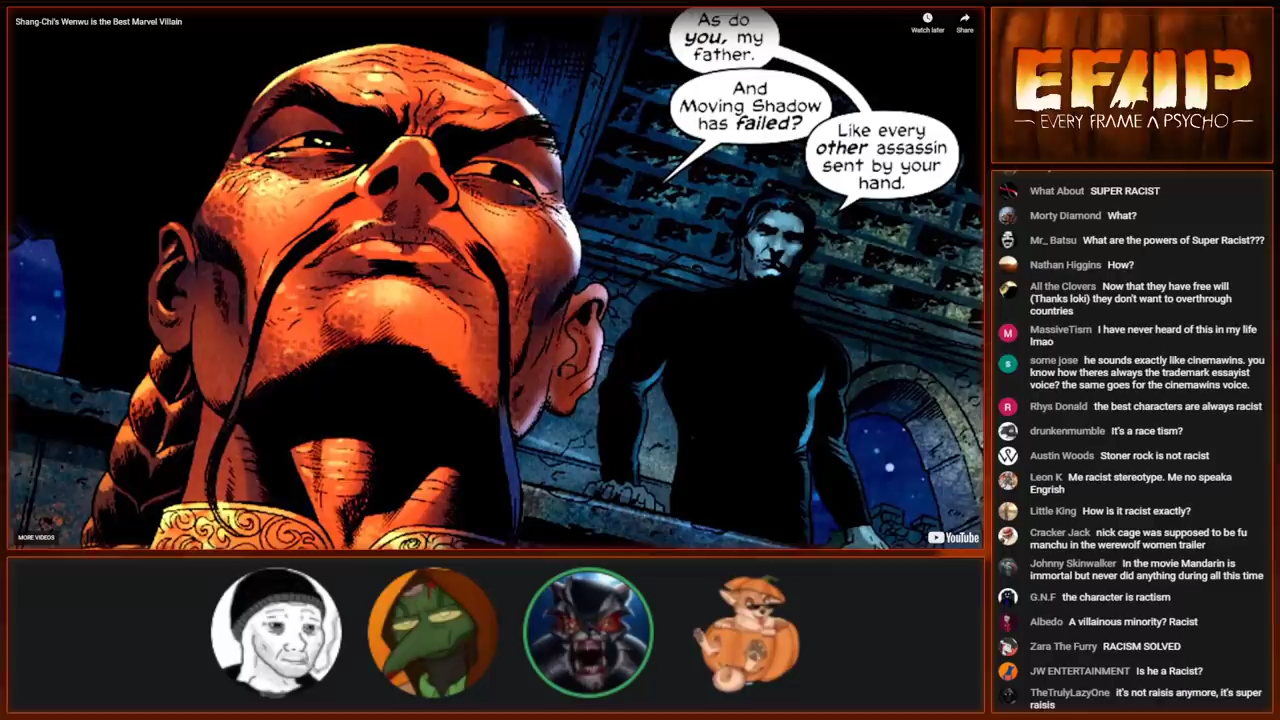 Shang-Chi's Wenwu is the Best Marvel Villain
Watch later
Share
As do
you, my
father.
And
Moving Shadow
has failed?
Like every
other assassin
sent by your
hand.
MORE VIDEOS
YouTube
EFAP
EVERY FRAME A PSYCHO
What About SUPER RACIST
Morty Diamond What?
Mr_ Batsu What are the powers of Super Racist???
Nathan Higgins How?
All the Clovers Now that they have free will
(Thanks loki) they don't want to overthrough
countries
M
MassiveTism I have never heard of this in my life
lmao
s
some jose he sounds exactly like cinemawins. you
know how theres always the trademark essayist
voice? the same goes for the cinemawins voice.
R
Rhys Donald the best characters are always racist
drunkenmumble It's a race tism?
Austin Woods Stoner rock is not racist
Leon K Me racist stereotype. Me no speaka
Engrish
Little King How is it racist exactly?
Cracker Jack nick cage was supposed to be fu
manchu in the werewolf women trailer
Johnny Skinwalker In the movie Mandarin is
immortal but never did anything during all this time
G.N.F the character is ractism
Albedo A villainous minority? Racist
Zara The Furry RACISM SOLVED
JW ENTERTAINMENT Is he a Racist?
TheTrulyLazyOne it's not raisis anymore, it's super
raisis